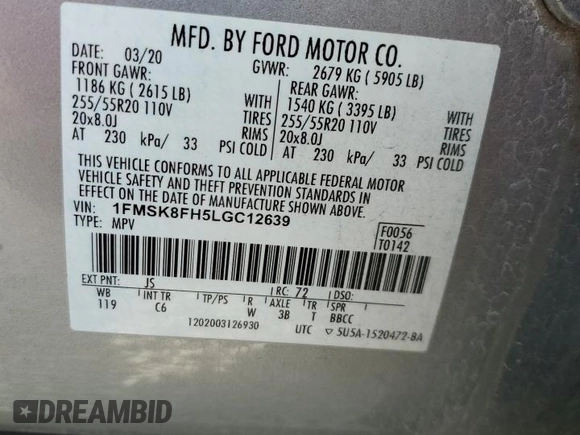 MFD. BY FORD MOTOR CO.
DATE: 03/20 GVWR: 2679 KG ( 5905 LB)
FRONT GAWR: REAR GAWR:
1186 KG ( 2615 LB) WITH 1540 KG ( 3395 LB) WITH
255/55R20 110V TIRES 255/55R20 110V TIRES
20x8.0J RIMS 20x8.0J RIMS
AT 230 kPa/ 33 PSI COLD AT 230 kPa/ 33 PSI COLD
THIS VEHICLE CONFORMS TO ALL APPLICABLE FEDERAL MOTOR
VEHICLE SAFETY AND THEFT PREVENTION STANDARDS IN
EFFECT ON THE DATE OF MANUFACTURE SHOWN ABOVE.
VIN: 1FMSK8FH5LGC12639 F0056
TYPE: MPV T0142
EXT PNT: JS RC: 72 DSO:
WB INT TR TP/PS R AXLE TR SPR
119 C6 W 3B T BBCC
1202003126930 UTC ▽ 5U5A-1520472-BA
DREAMBID